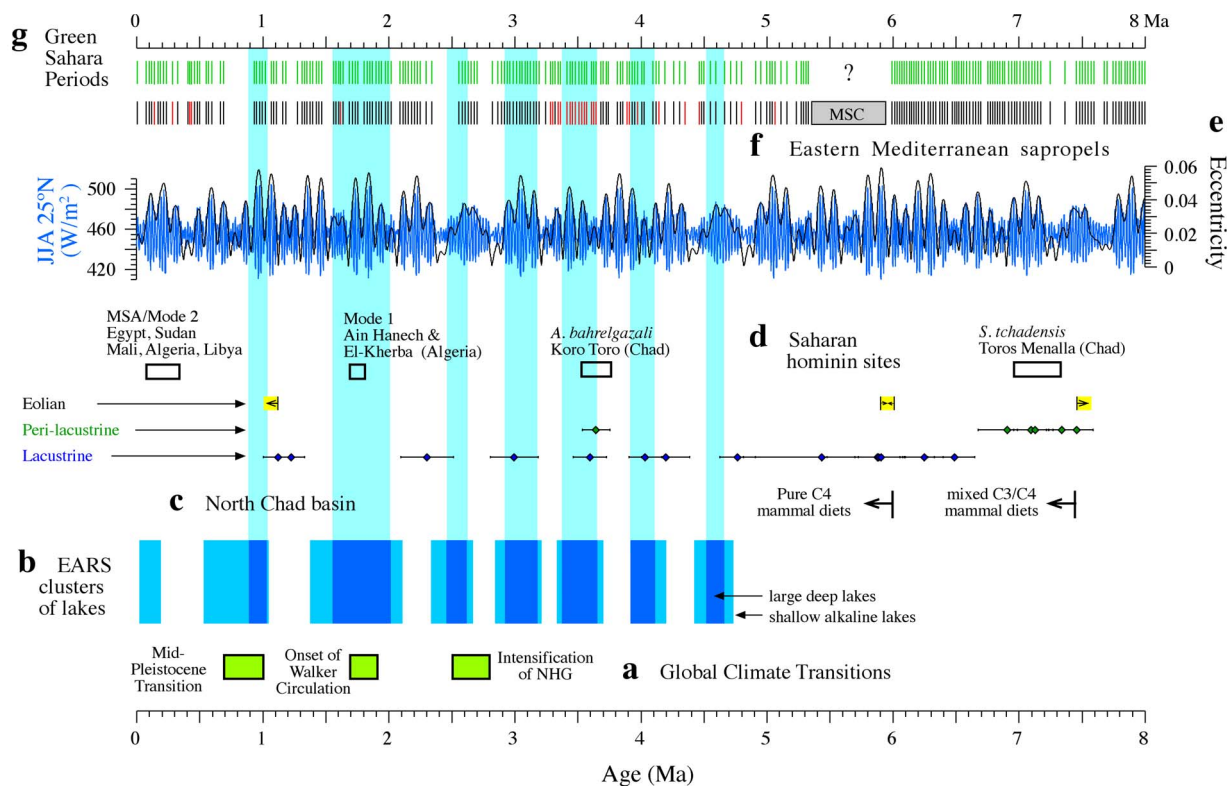 0 1 2 3 4 5 6 7 8 Ma
g Green
Sahara
Periods
?
MSC
e
f Eastern Mediterranean sapropels
JJA 25°N
(W/m²)
500
460
420
0.06
0.04
0.02
0
Eccentricity
MSA/Mode 2
Egypt, Sudan
Mali, Algeria, Libya
Mode 1
Ain Hanech &
El-Kherba (Algeria)
A. bahrelgazali
Koro Toro (Chad)
d Saharan
hominin sites
S. tchadensis
Toros Menalla (Chad)
Eolian
Peri-lacustrine
Lacustrine
c North Chad basin
Pure C4
mammal diets
mixed C3/C4
mammal diets
b EARS
clusters
of lakes
large deep lakes
shallow alkaline lakes
Mid-
Pleistocene
Transition
Onset of
Walker
Circulation
Intensification
of NHG
a Global Climate Transitions
0 1 2 3 4 5 6 7 8
Age (Ma)